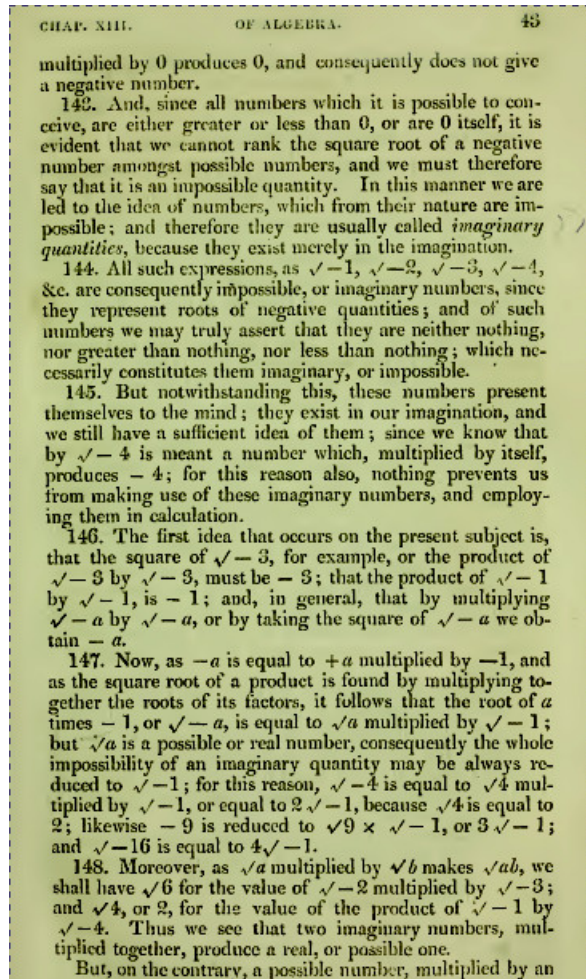 CHAP. XIII. OF ALGEBRA. 43
multiplied by 0 produces 0, and consequently does not give
a negative number.
143. And, since all numbers which it is possible to con-
ceive, are either greater or less than 0, or are 0 itself, it is
evident that we cannot rank the square root of a negative
number amongst possible numbers, and we must therefore
say that it is an impossible quantity. In this manner we are
led to the idea of numbers, which from their nature are im-
possible; and therefore they are usually called imaginary
quantities, because they exist merely in the imagination.
144. All such expressions, as √−1, √−2, √−3, √−4,
&c. are consequently impossible, or imaginary numbers, since
they represent roots of negative quantities; and of such
numbers we may truly assert that they are neither nothing,
nor greater than nothing, nor less than nothing; which ne-
cessarily constitutes them imaginary, or impossible.
145. But notwithstanding this, these numbers present
themselves to the mind; they exist in our imagination, and
we still have a sufficient idea of them; since we know that
by √− 4 is meant a number which, multiplied by itself,
produces − 4; for this reason also, nothing prevents us
from making use of these imaginary numbers, and employ-
ing them in calculation.
146. The first idea that occurs on the present subject is,
that the square of √− 3, for example, or the product of
√− 3 by √− 3, must be − 3; that the product of √− 1
by √− 1, is − 1; and, in general, that by multiplying
√− a by √− a, or by taking the square of √− a we ob-
tain − a.
147. Now, as −a is equal to +a multiplied by −1, and
as the square root of a product is found by multiplying to-
gether the roots of its factors, it follows that the root of a
times − 1, or √− a, is equal to √a multiplied by √− 1;
but √a is a possible or real number, consequently the whole
impossibility of an imaginary quantity may be always re-
duced to √−1; for this reason, √−4 is equal to √4 mul-
tiplied by √−1, or equal to 2√−1, because √4 is equal to
2; likewise − 9 is reduced to √9 × √− 1, or 3√− 1;
and √−16 is equal to 4√−1.
148. Moreover, as √a multiplied by √b makes √ab, we
shall have √6 for the value of √−2 multiplied by √−3;
and √4, or 2, for the value of the product of √− 1 by
√−4. Thus we see that two imaginary numbers, mul-
tiplied together, produce a real, or possible one.
But, on the contrary, a possible number, multiplied by an